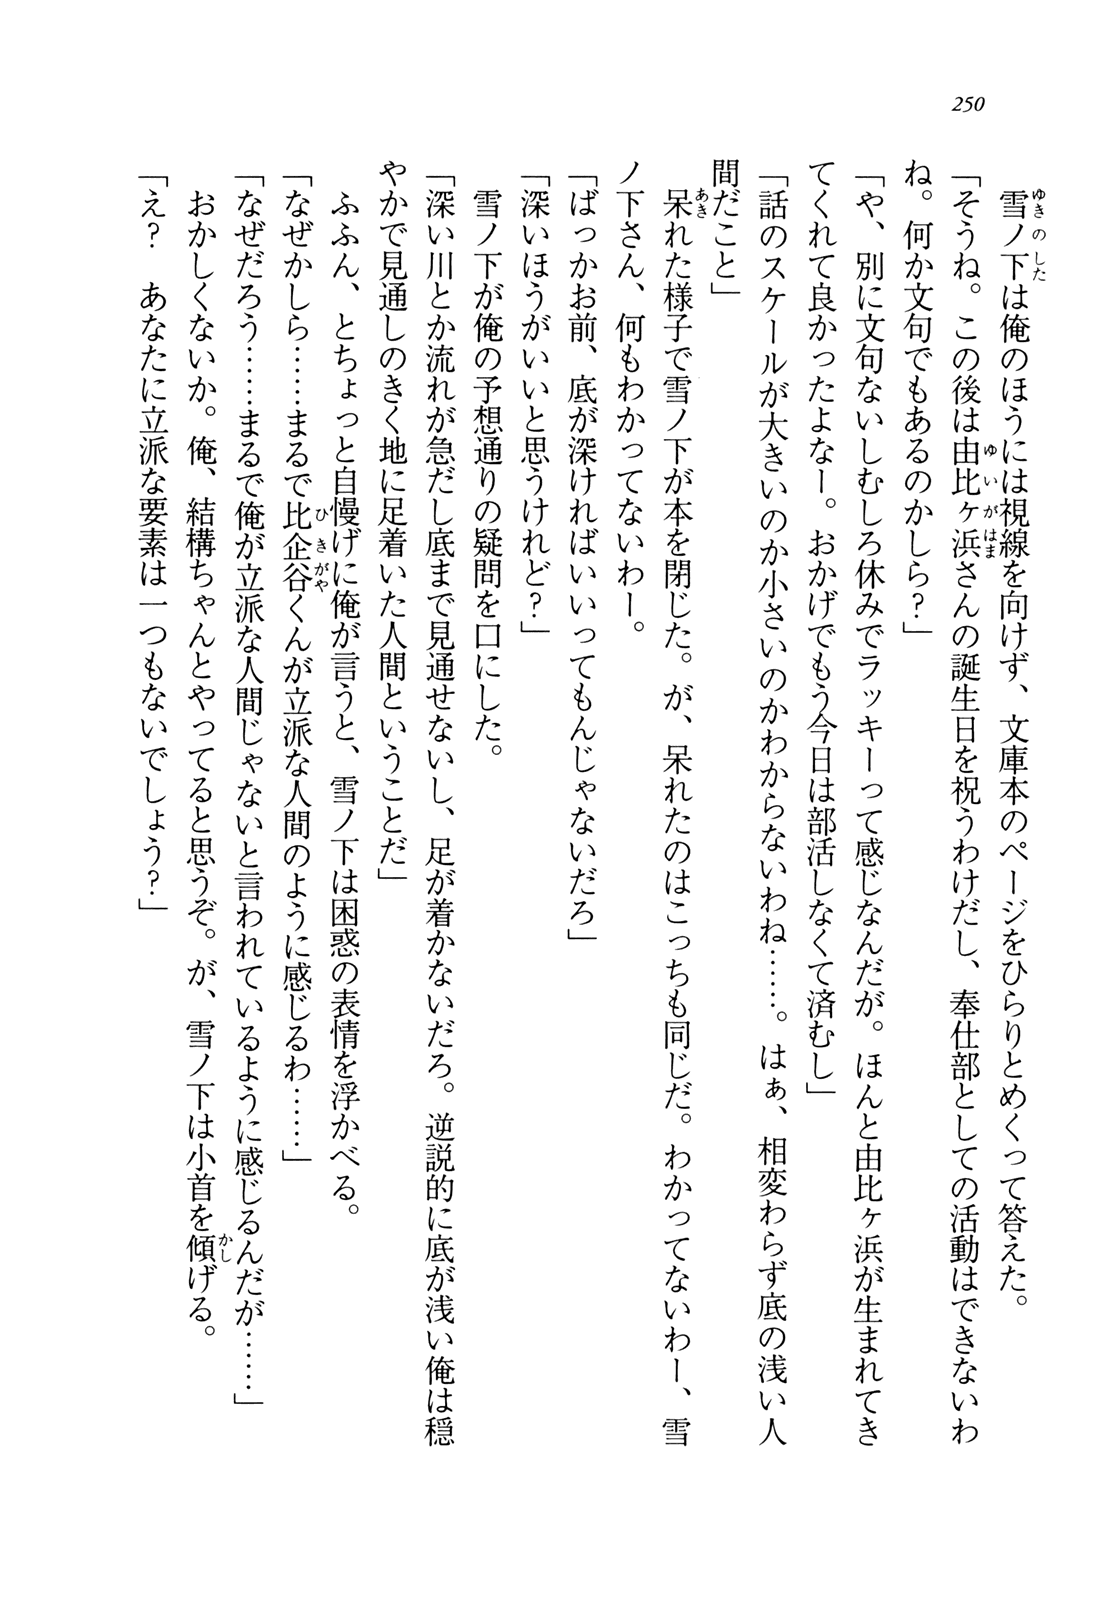 250
雪ノ下は俺のほうには視線を向けず、文庫本のページをひらりとめくって答えた。
「そうね。この後は由比ヶ浜さんの誕生日を祝うわけだし、奉仕部としての活動はできないわ
ね。何か文句でもあるのかしら？」
「や、別に文句ないしむしろ休みでラッキーって感じなんだが。ほんと由比ヶ浜が生まれてき
てくれて良かったよなー。おかげでもう今日は部活しなくて済むし」
「話のスケールが大きいのか小さいのかわからないわね……。はぁ、相変わらず底の浅い人
間だこと」
呆れた様子で雪ノ下が本を閉じた。が、呆れたのはこっちも同じだ。わかってないわー、雪
ノ下さん、何もわかってないわー。
「ばっかお前、底が深ければいいってもんじゃないだろ」
「深いほうがいいと思うけれど？」
雪ノ下が俺の予想通りの疑問を口にした。
「深い川とか流れが急だし底まで見通せないし、足が着かないだろ。逆説的に底が浅い俺は穏
やかで見通しのきく地に足着いた人間ということだ」
ふふん、とちょっと自慢げに俺が言うと、雪ノ下は困惑の表情を浮かべる。
「なぜかしら……まるで比企谷くんが立派な人間のように感じるわ……」
「なぜだろう……まるで俺が立派な人間じゃないと言われているように感じるんだが……」
おかしくないか。俺、結構ちゃんとやってると思うぞ。が、雪ノ下は小首を傾げる。
「え？　あなたに立派な要素は一つもないでしょう？」